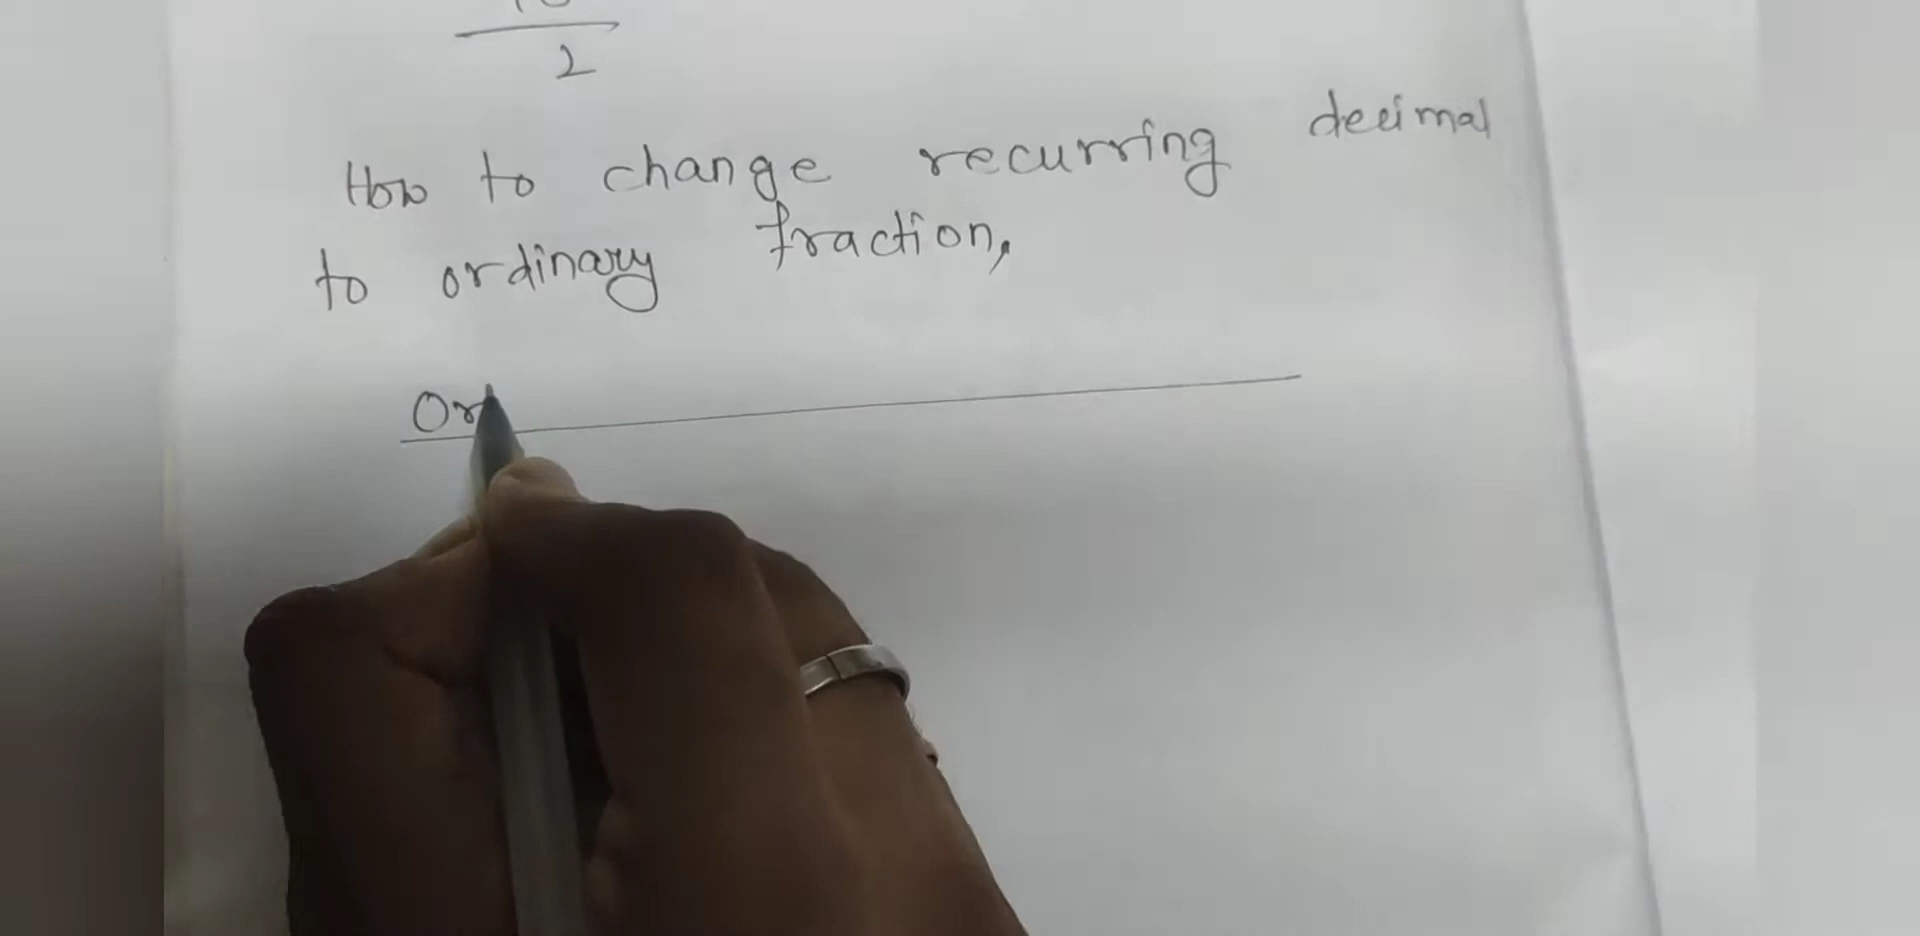 2
How to change recurring decimal
to ordinary fraction,
Or